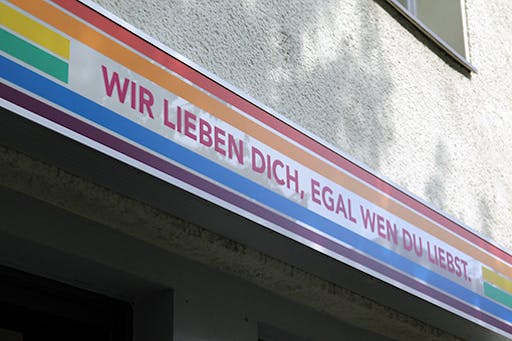 WIR LIEBEN DICH, EGAL WEN DU LIEBST.